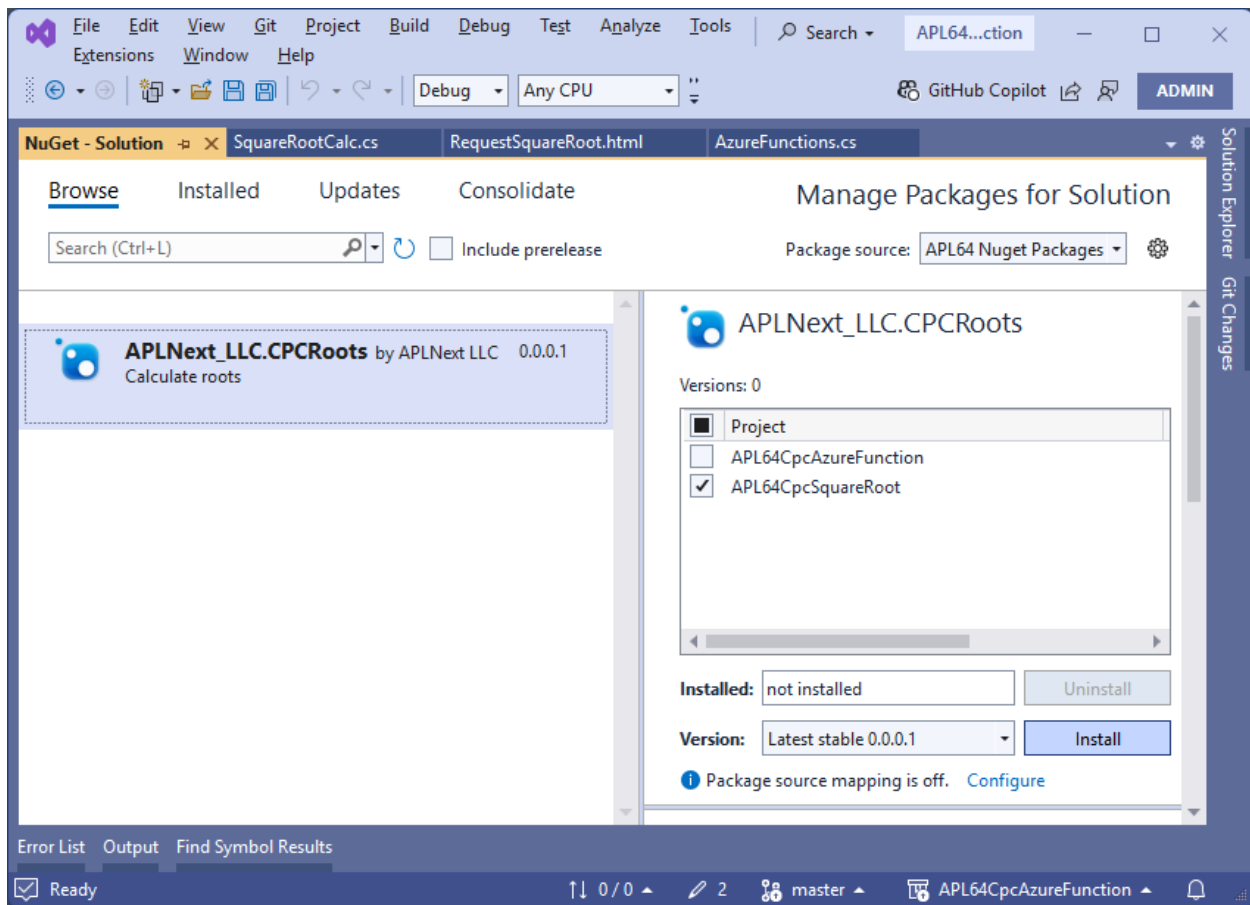 File Edit View Git Project Build Debug Test Analyze Tools Search APL64...ction
Extensions Window Help
Debug Any CPU GitHub Copilot ADMIN
NuGet - Solution SquareRootCalc.cs RequestSquareRoot.html AzureFunctions.cs
Browse Installed Updates Consolidate Manage Packages for Solution
Search (Ctrl+L) Include prerelease Package source: APL64 Nuget Packages
APLNext_LLC.CPCRoots by APLNext LLC 0.0.0.1
Calculate roots
APLNext_LLC.CPCRoots
Versions: 0
Project
APL64CpcAzureFunction
APL64CpcSquareRoot
Installed: not installed Uninstall
Version: Latest stable 0.0.0.1 Install
Package source mapping is off. Configure
Solution Explorer
Git Changes
Error List Output Find Symbol Results
Ready 0 / 0 2 master APL64CpcAzureFunction